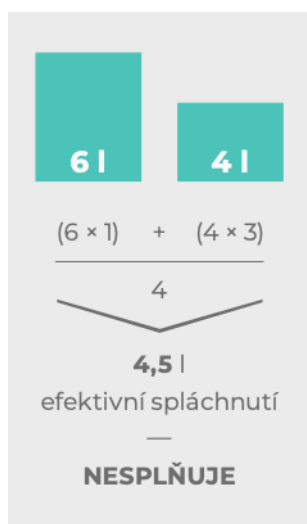 6 l 4 l
(6 × 1) + (4 × 3)
4
4,5 l
efektivní spláchnutí
—
NESPLŇUJE